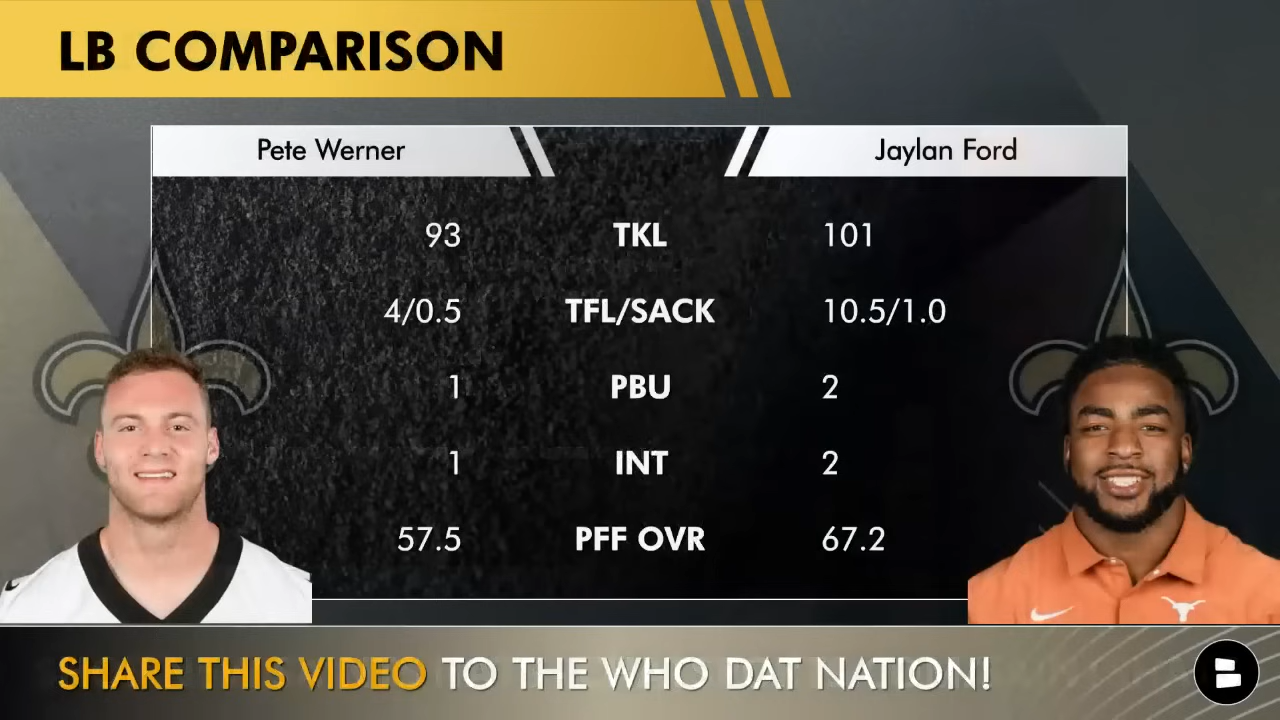 LB COMPARISON
Pete Werner
Jaylan Ford
93 TKL 101
4/0.5 TFL/SACK 10.5/1.0
1 PBU 2
1 INT 2
57.5 PFF OVR 67.2
SHARE THIS VIDEO TO THE WHO DAT NATION!